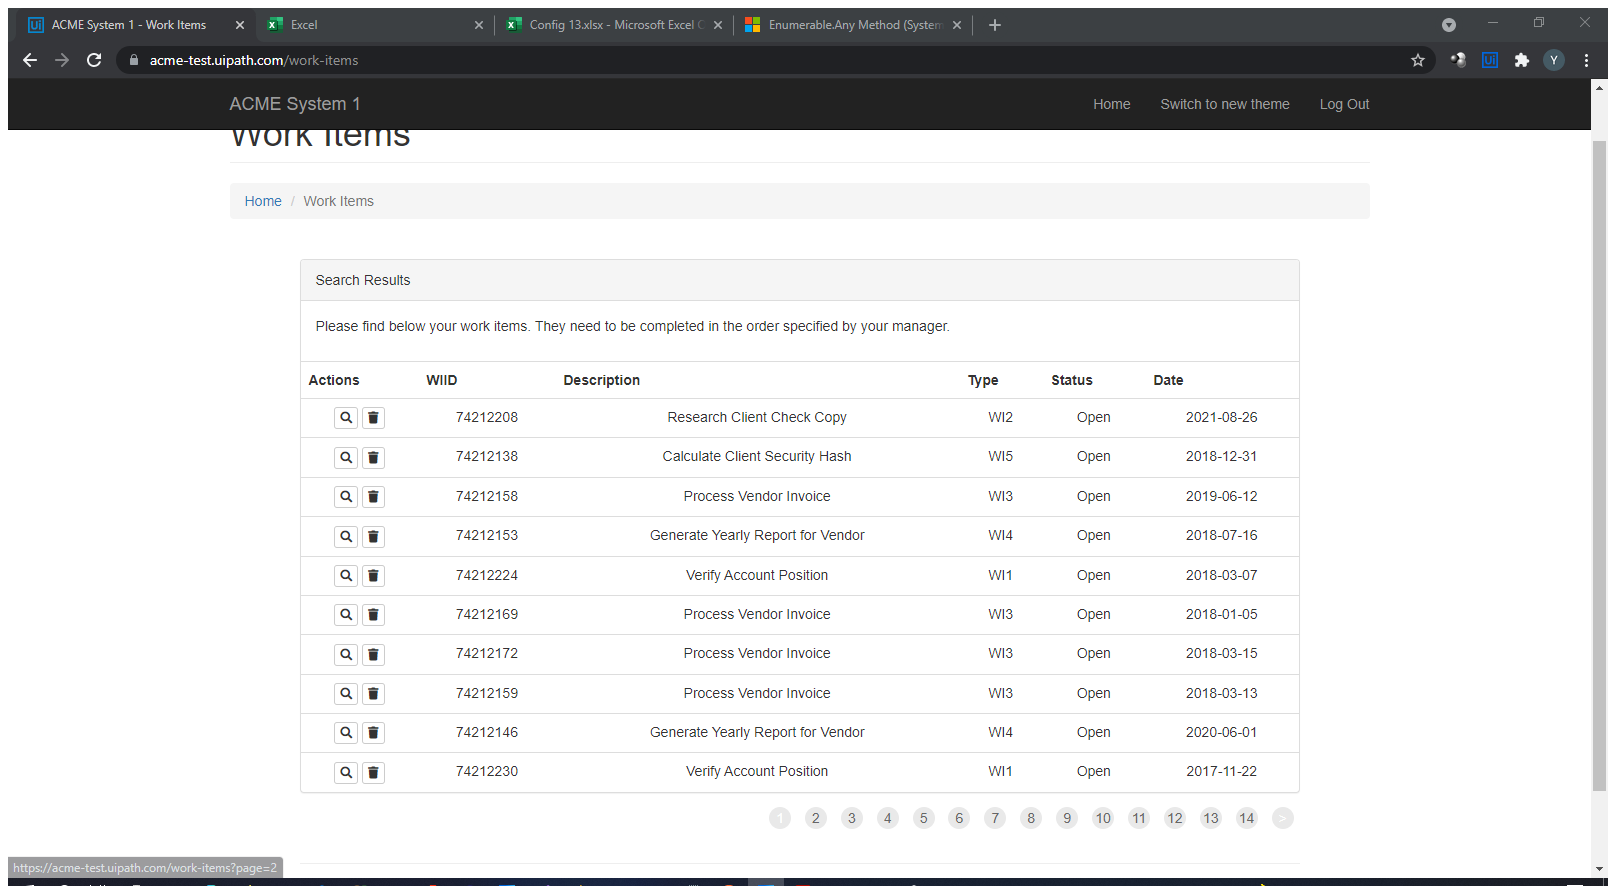 ACME System 1 - Work Items
Excel
Config 13.xlsx - Microsoft Excel
Enumerable.Any Method (System
acme-test.uipath.com/work-items
Y
ACME System 1
Home
Switch to new theme
Log Out
Work Items
Home / Work Items
Search Results
Please find below your work items. They need to be completed in the order specified by your manager.
Actions WIID Description Type Status Date
74212208 Research Client Check Copy WI2 Open 2021-08-26
74212138 Calculate Client Security Hash WI5 Open 2018-12-31
74212158 Process Vendor Invoice WI3 Open 2019-06-12
74212153 Generate Yearly Report for Vendor WI4 Open 2018-07-16
74212224 Verify Account Position WI1 Open 2018-03-07
74212169 Process Vendor Invoice WI3 Open 2018-01-05
74212172 Process Vendor Invoice WI3 Open 2018-03-15
74212159 Process Vendor Invoice WI3 Open 2018-03-13
74212146 Generate Yearly Report for Vendor WI4 Open 2020-06-01
74212230 Verify Account Position WI1 Open 2017-11-22
1 2 3 4 5 6 7 8 9 10 11 12 13 14 >
https://acme-test.uipath.com/work-items?page=2